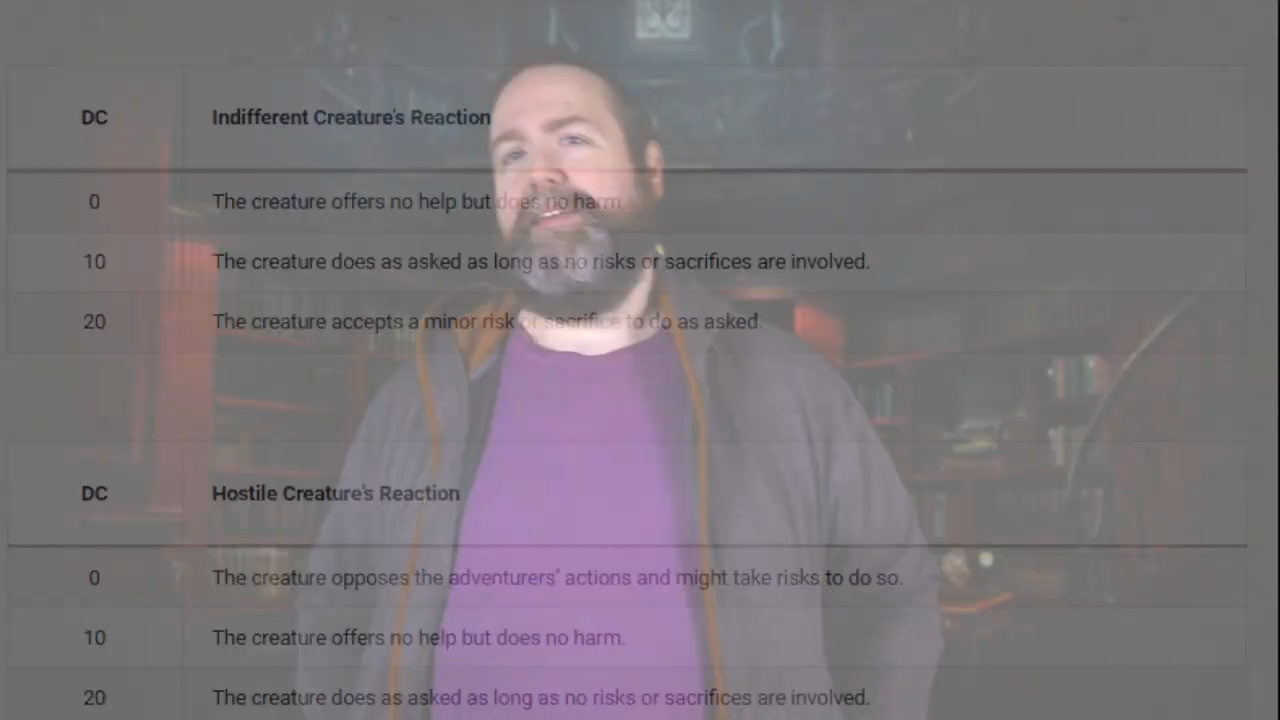 DC Indifferent Creature's Reaction
0 The creature offers no help but does no harm.
10 The creature does as asked as long as no risks or sacrifices are involved.
20 The creature accepts a minor risk or sacrifice to do as asked.
DC Hostile Creature's Reaction
0 The creature opposes the adventurers' actions and might take risks to do so.
10 The creature offers no help but does no harm.
20 The creature does as asked as long as no risks or sacrifices are involved.